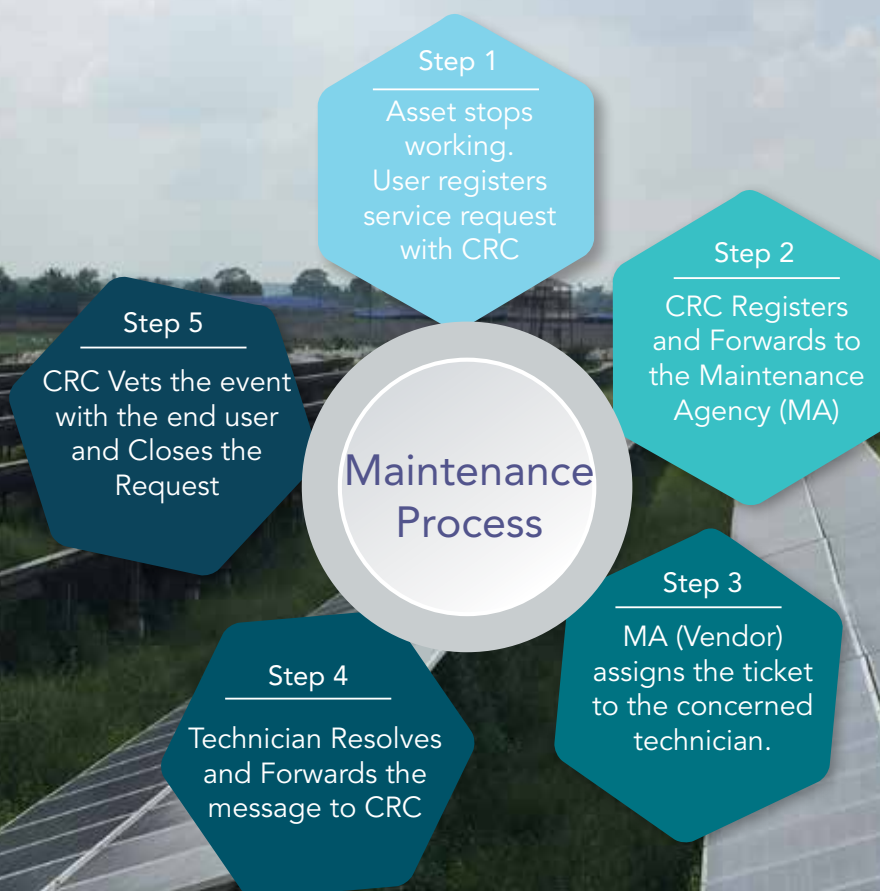 Step 1
Asset stops
working.
User registers
service request
with CRC
Step 2
CRC Registers
and Forwards to
the Maintenance
Agency (MA)
Step 3
MA (Vendor)
assigns the ticket
to the concerned
technician.
Step 4
Technician Resolves
and Forwards the
message to CRC
Step 5
CRC Vets the event
with the end user
and Closes the
Request
Maintenance
Process